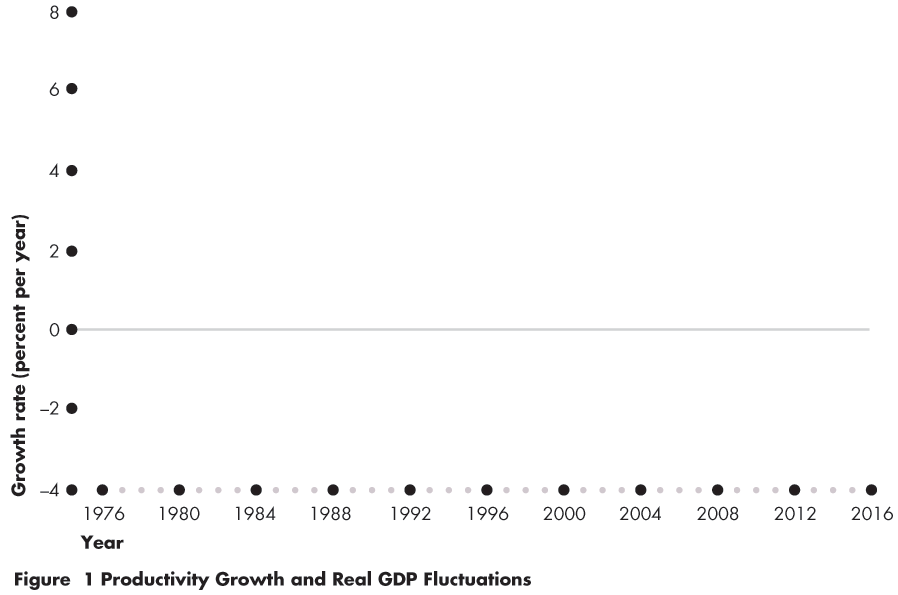 8
6
4
2
0
–2
–4
Growth rate (percent per year)
1976 1980 1984 1988 1992 1996 2000 2004 2008 2012 2016
Year
Figure 1 Productivity Growth and Real GDP Fluctuations